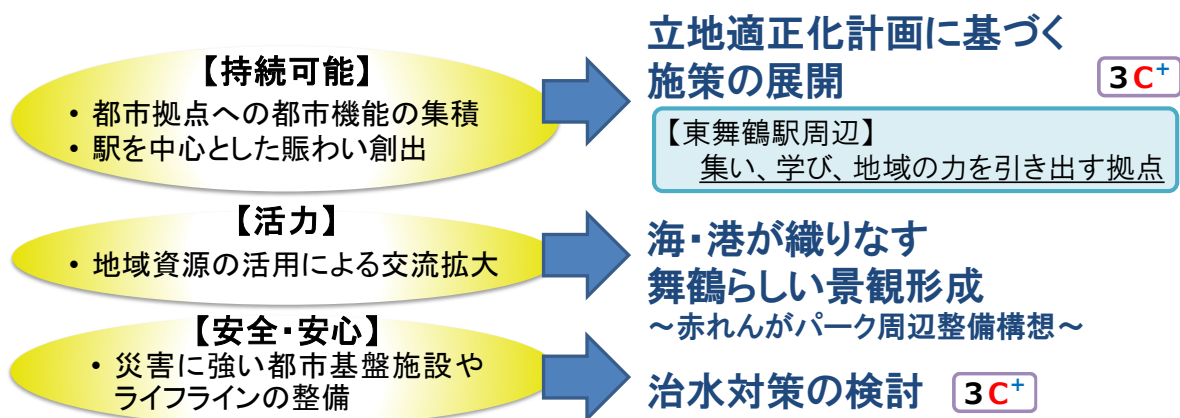 【持続可能】
• 都市拠点への都市機能の集積
• 駅を中心とした賑わい創出
立地適正化計画に基づく
施策の展開
3C⁺
【東舞鶴駅周辺】
集い、学び、地域の力を引き出す拠点
【活力】
• 地域資源の活用による交流拡大
海・港が織りなす
舞鶴らしい景観形成
～赤れんがパーク周辺整備構想～
【安全・安心】
• 災害に強い都市基盤施設や
ライフラインの整備
治水対策の検討
3C⁺